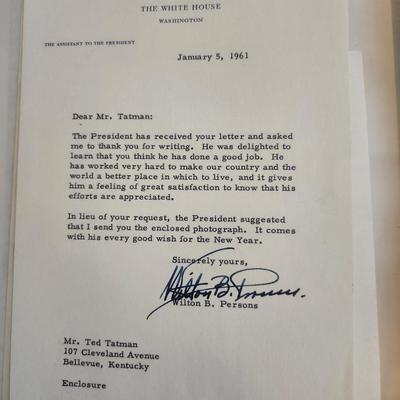 THE WHITE HOUSE
WASHINGTON
THE ASSISTANT TO THE PRESIDENT
January 5, 1961
Dear Mr. Tatman:
The President has received your letter and asked
me to thank you for writing. He was delighted to
learn that you think he has done a good job. He
has worked very hard to make our country and the
world a better place in which to live, and it gives
him a feeling of great satisfaction to know that his
efforts are appreciated.
In lieu of your request, the President suggested
that I send you the enclosed photograph. It comes
with his every good wish for the New Year.
Sincerely yours,
Wilton B. Persons
Wilton B. Persons
Mr. Ted Tatman
107 Cleveland Avenue
Bellevue, Kentucky
Enclosure